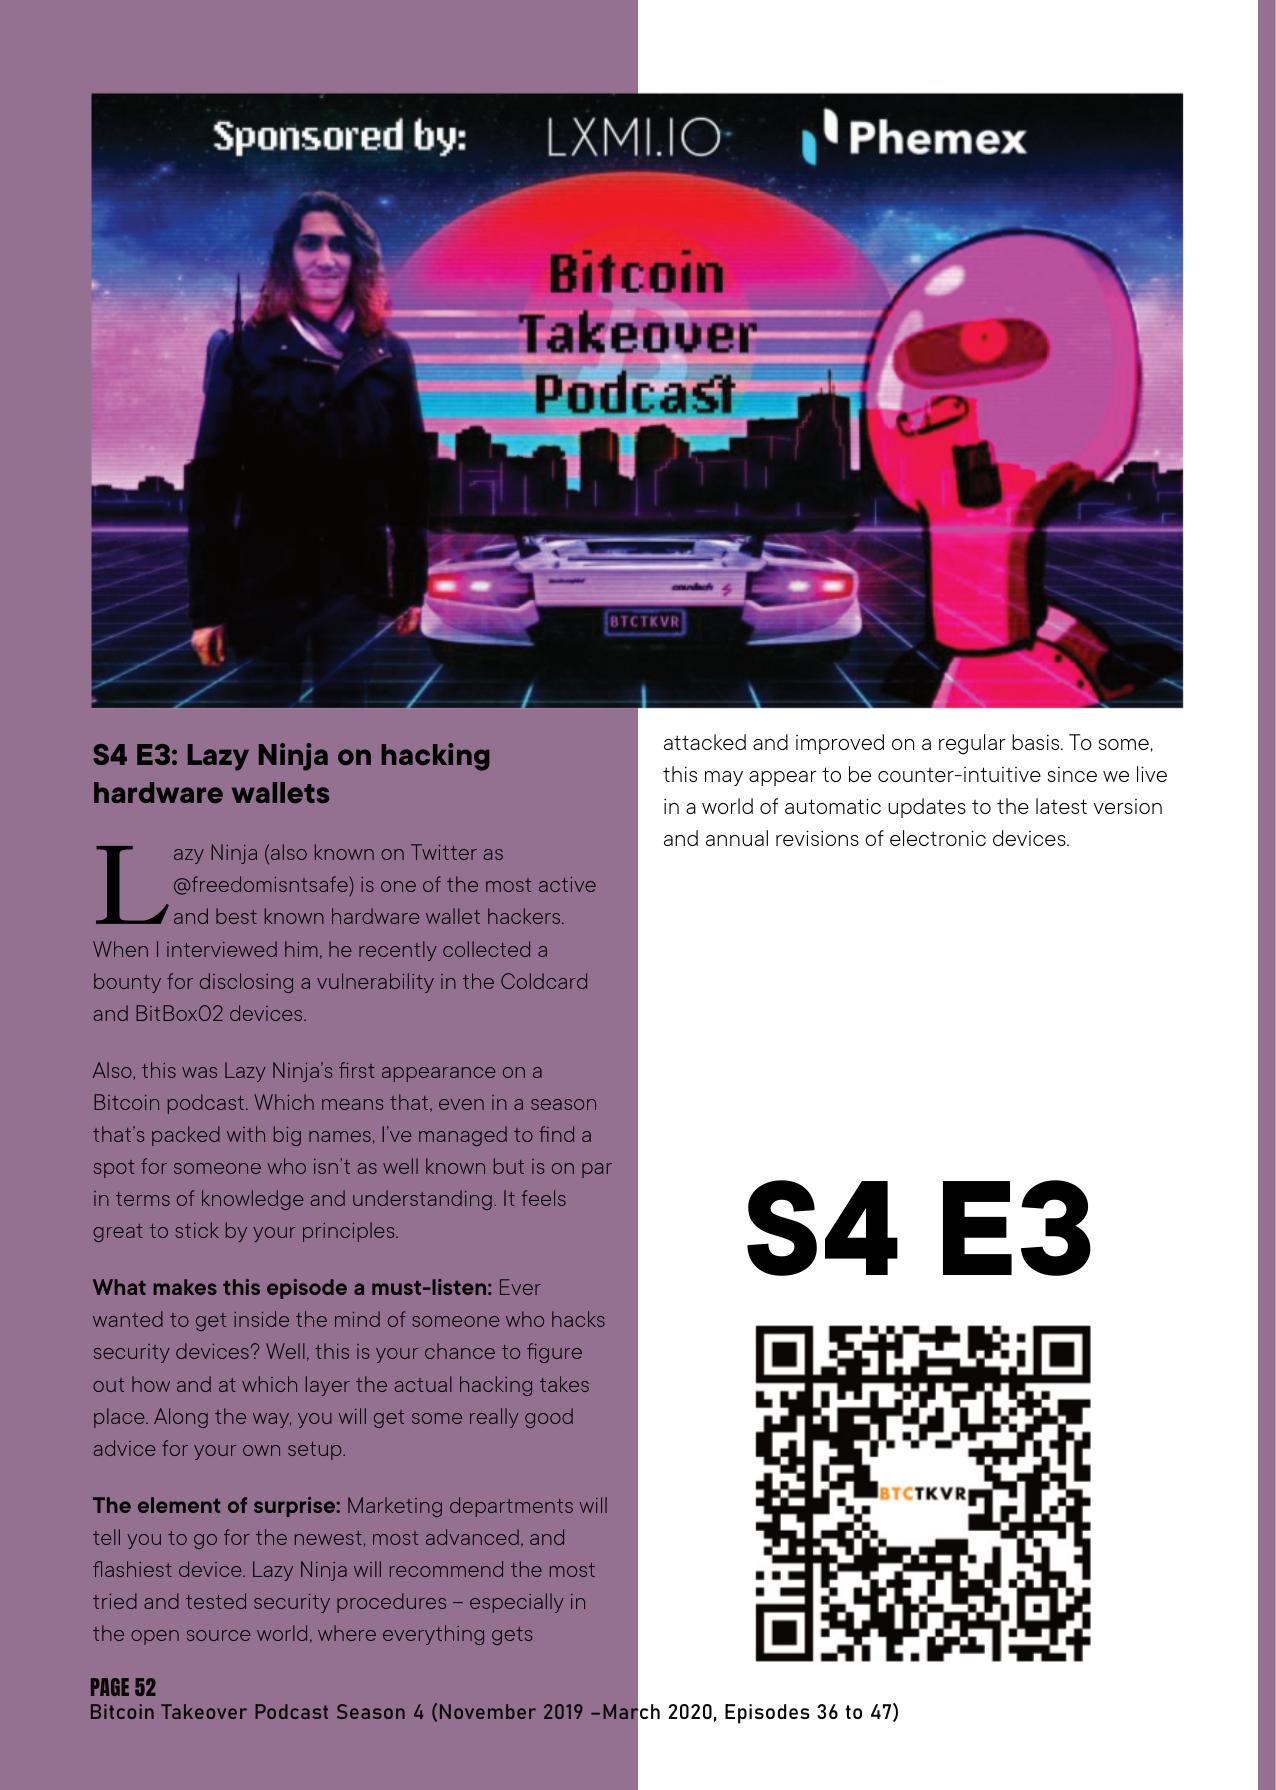 Sponsored by: LXMI.IO Phemex
Bitcoin
Takeover
Podcast
BTCTKVR
S4 E3: Lazy Ninja on hacking
hardware wallets
Lazy Ninja (also known on Twitter as
@freedomisntsafe) is one of the most active
and best known hardware wallet hackers.
When I interviewed him, he recently collected a
bounty for disclosing a vulnerability in the Coldcard
and BitBox02 devices.
Also, this was Lazy Ninja’s first appearance on a
Bitcoin podcast. Which means that, even in a season
that’s packed with big names, I’ve managed to find a
spot for someone who isn’t as well known but is on par
in terms of knowledge and understanding. It feels
great to stick by your principles.
What makes this episode a must-listen: Ever
wanted to get inside the mind of someone who hacks
security devices? Well, this is your chance to figure
out how and at which layer the actual hacking takes
place. Along the way, you will get some really good
advice for your own setup.
The element of surprise: Marketing departments will
tell you to go for the newest, most advanced, and
flashiest device. Lazy Ninja will recommend the most
tried and tested security procedures – especially in
the open source world, where everything gets
attacked and improved on a regular basis. To some,
this may appear to be counter-intuitive since we live
in a world of automatic updates to the latest version
and annual revisions of electronic devices.
S4 E3
BTCTKVR
PAGE 52
Bitcoin Takeover Podcast Season 4 (November 2019 –March 2020, Episodes 36 to 47)